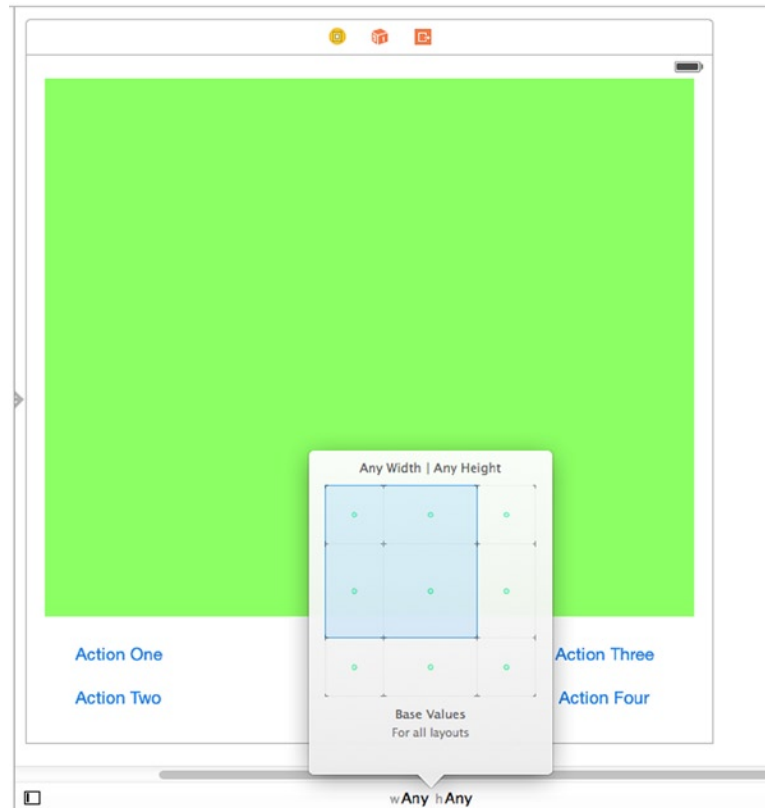 Any Width | Any Height
Base Values
For all layouts
Action One
Action Three
Action Two
Action Four
wAny hAny